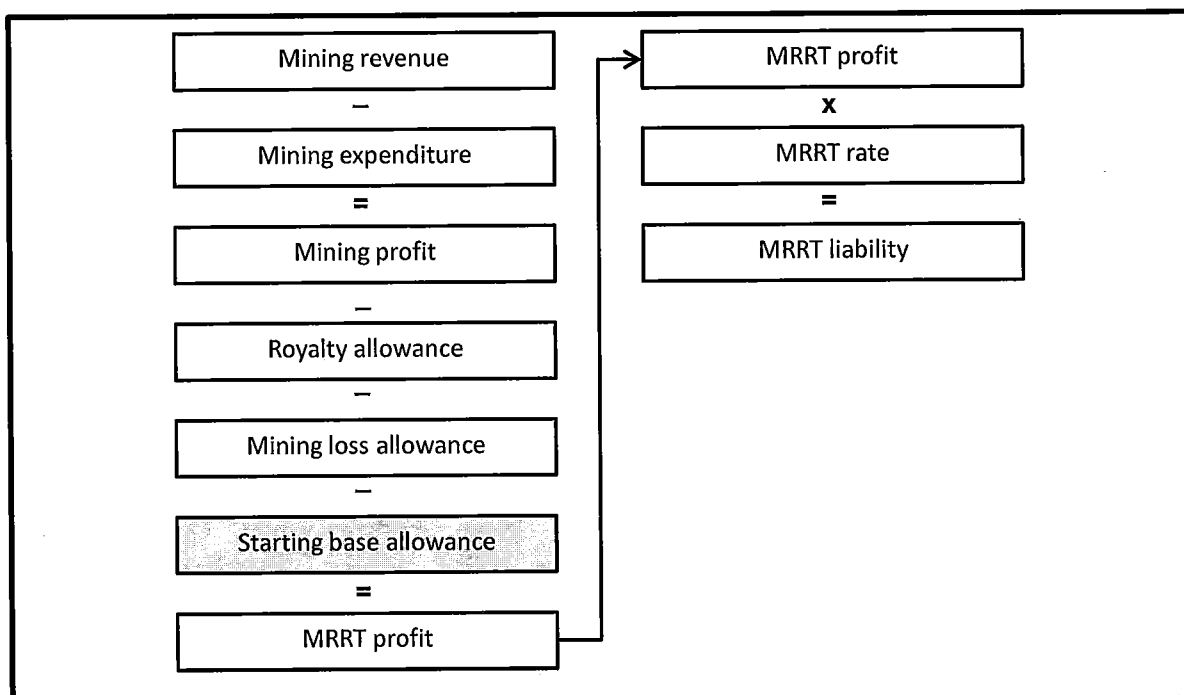 Mining revenue
–
Mining expenditure
=
Mining profit
–
Royalty allowance
–
Mining loss allowance
–
Starting base allowance
=
MRRT profit
MRRT profit
x
MRRT rate
=
MRRT liability